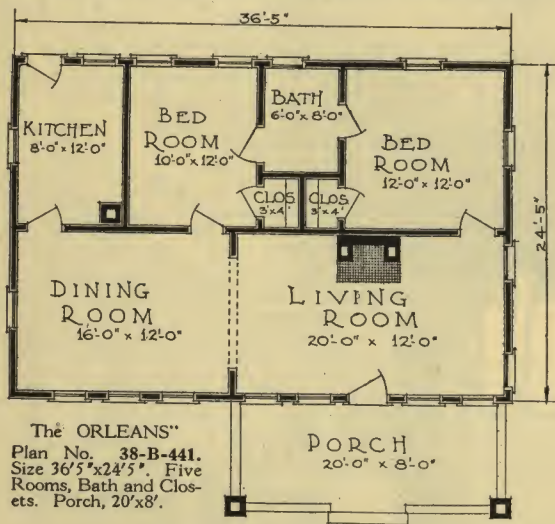 36'-5"
KITCHEN
8'-0" x 12'-0"
BED
ROOM
10'-0" x 12'-0"
BATH
6'-0" x 8'-0"
BED
ROOM
12'-0" x 12'-0"
CLOS.
3'x4'
CLOS.
3'x4'
24'-5"
DINING
ROOM
16'-0" x 12'-0"
LIVING
ROOM
20'-0" x 12'-0"
PORCH
20'-0" x 8'-0"
The ORLEANS"
Plan No. 38-B-441.
Size 36'5"x24'5". Five
Rooms, Bath and Clos-
ets. Porch, 20'x8'.